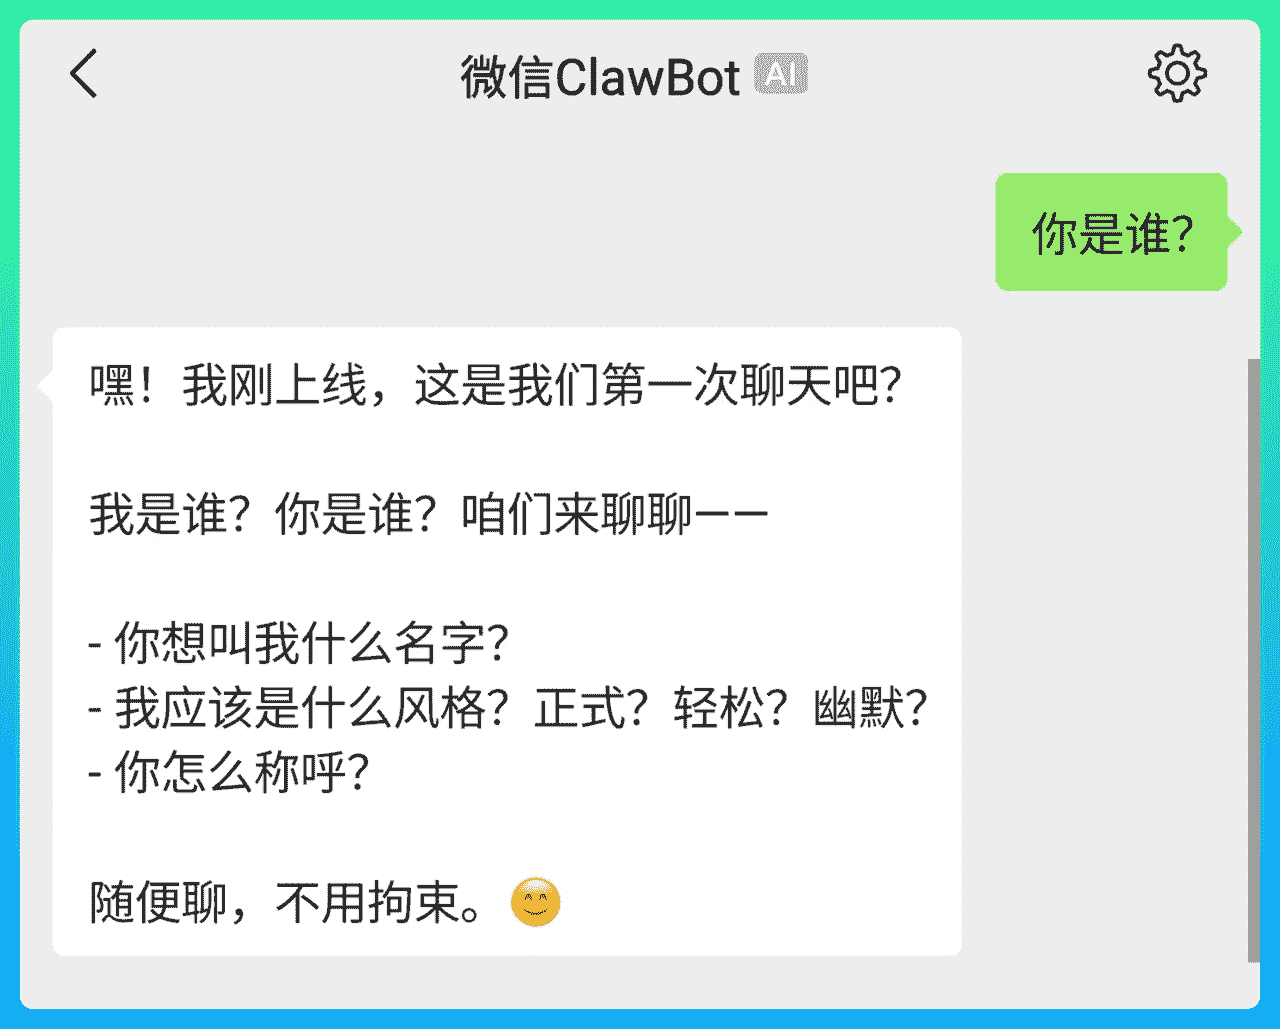 微信ClawBot AI
你是谁？
嘿！我刚上线，这是我们第一次聊天吧？
我是谁？你是谁？咱们来聊聊——
- 你想叫我什么名字？
- 我应该是什么风格？正式？轻松？幽默？
- 你怎么称呼？
随便聊，不用拘束。😊